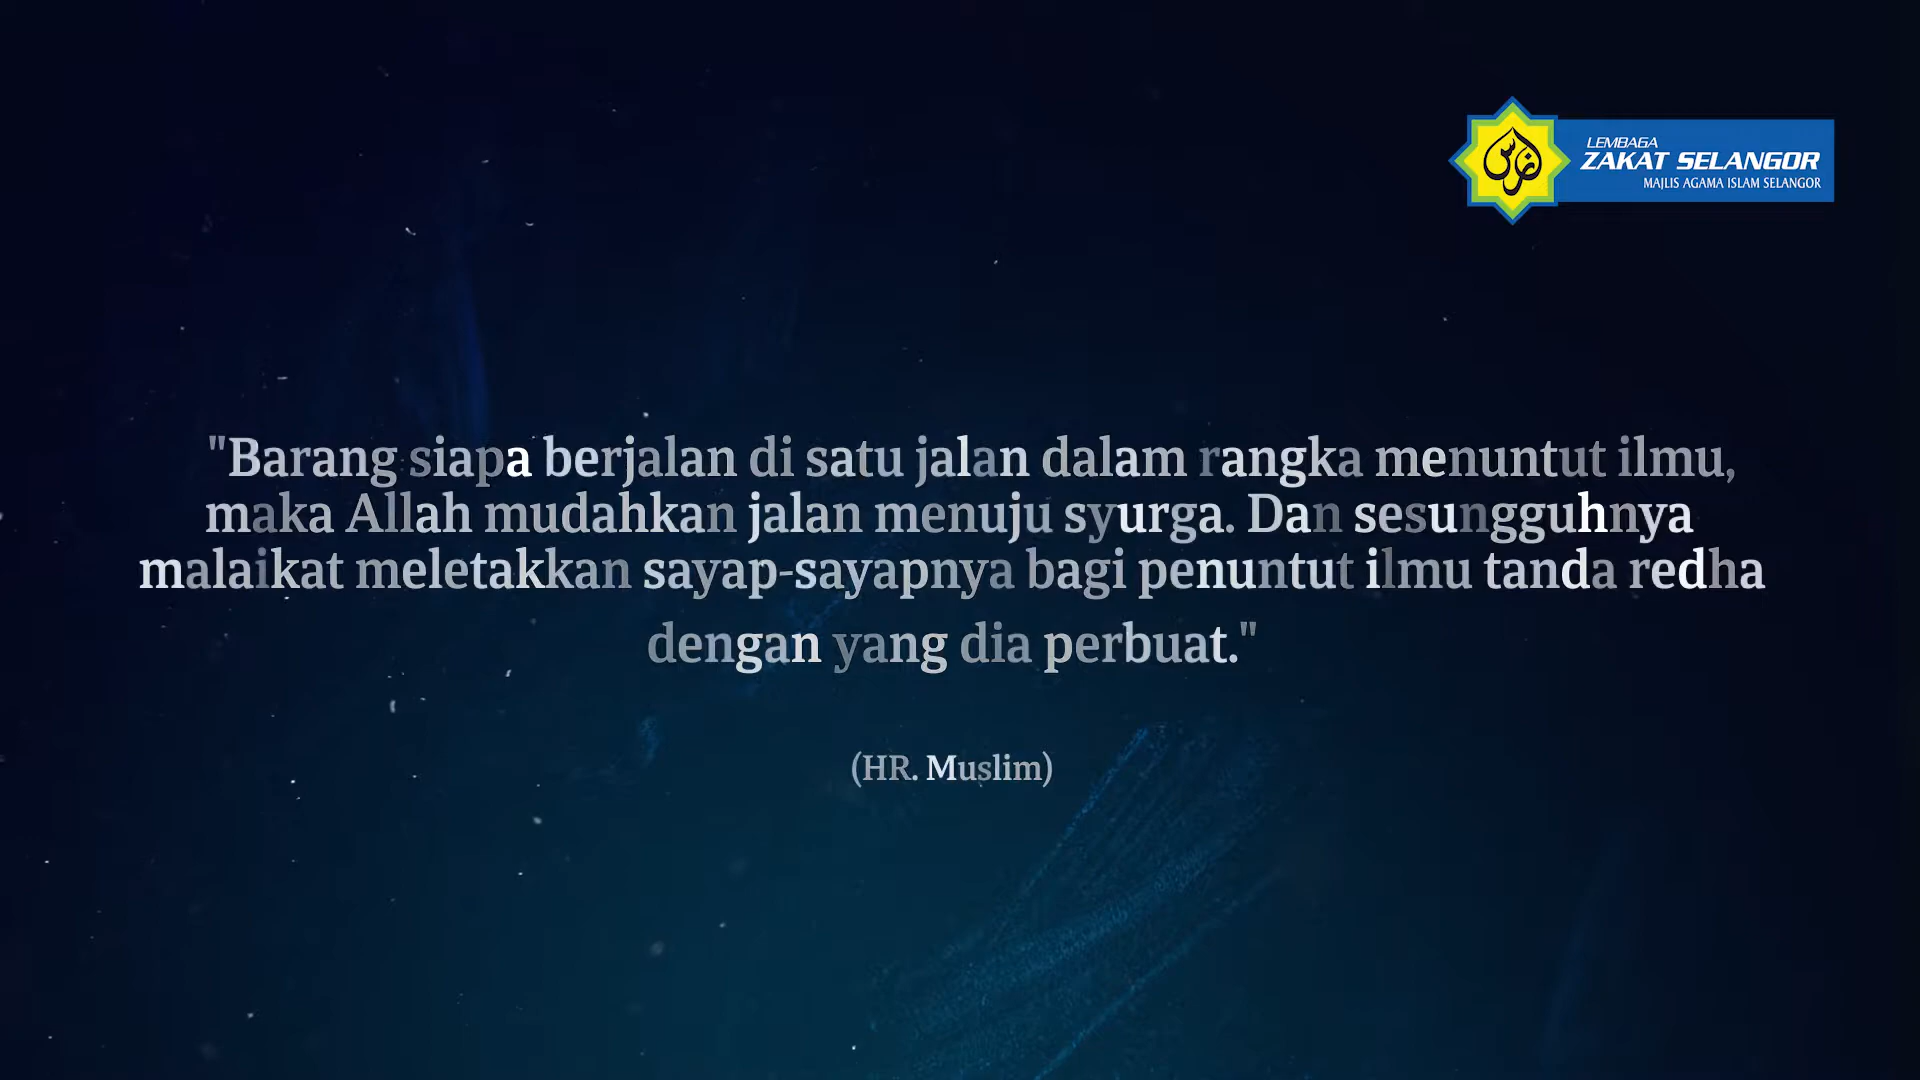 LEMBAGA
ZAKAT SELANGOR
MAJLIS AGAMA ISLAM SELANGOR
"Barang siapa berjalan di satu jalan dalam rangka menuntut ilmu,
maka Allah mudahkan jalan menuju syurga. Dan sesungguhnya
malaikat meletakkan sayap-sayapnya bagi penuntut ilmu tanda redha
dengan yang dia perbuat."
(HR. Muslim)